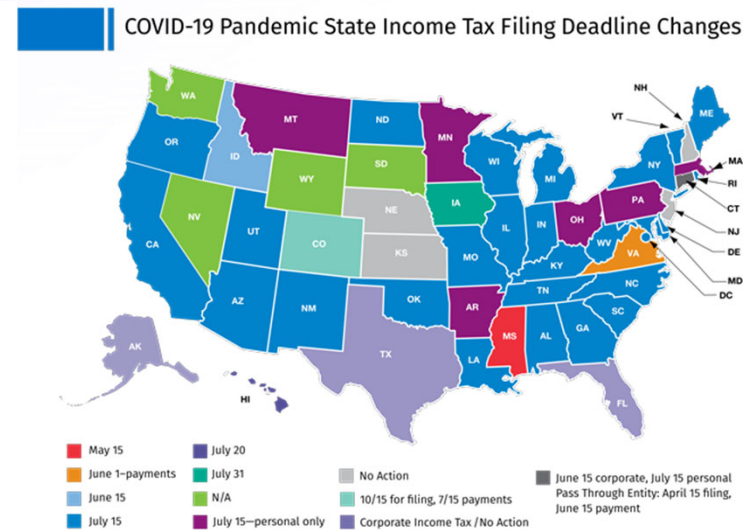 COVID-19 Pandemic State Income Tax Filing Deadline Changes
NH
WA
VT
ME
MT
ND
MN
OR
MA
ID
SD
WI
NY
RI
MI
WY
CT
IA
PA
NE
NJ
NV
OH
IL
IN
DE
UT
CO
WV
CA
KS
MO
VA
MD
KY
DC
NC
TN
AZ
NM
OK
AR
SC
MS
AL
GA
AK
TX
LA
HI
FL
May 15
June 1–payments
June 15
July 15
July 20
July 31
N/A
July 15—personal only
No Action
10/15 for filing, 7/15 payments
Corporate Income Tax /No Action
June 15 corporate, July 15 personal
Pass Through Entity: April 15 filing,
June 15 payment